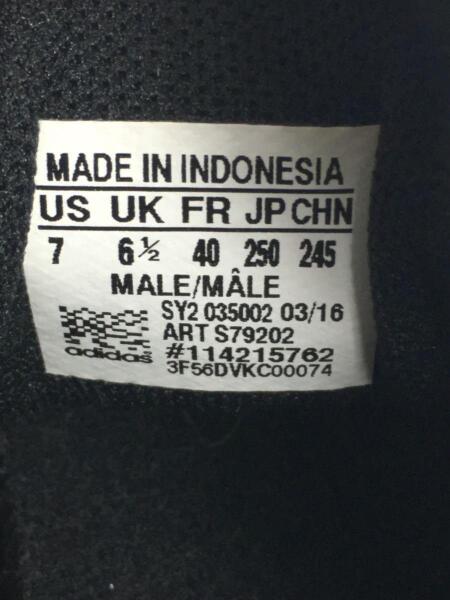 MADE IN INDONESIA
US UK FR JP CHN
7 6½ 40 250 245
MALE/MÂLE
SY2 035002 03/16
ART S79202
adidas #114215762
3F56DVKC00074